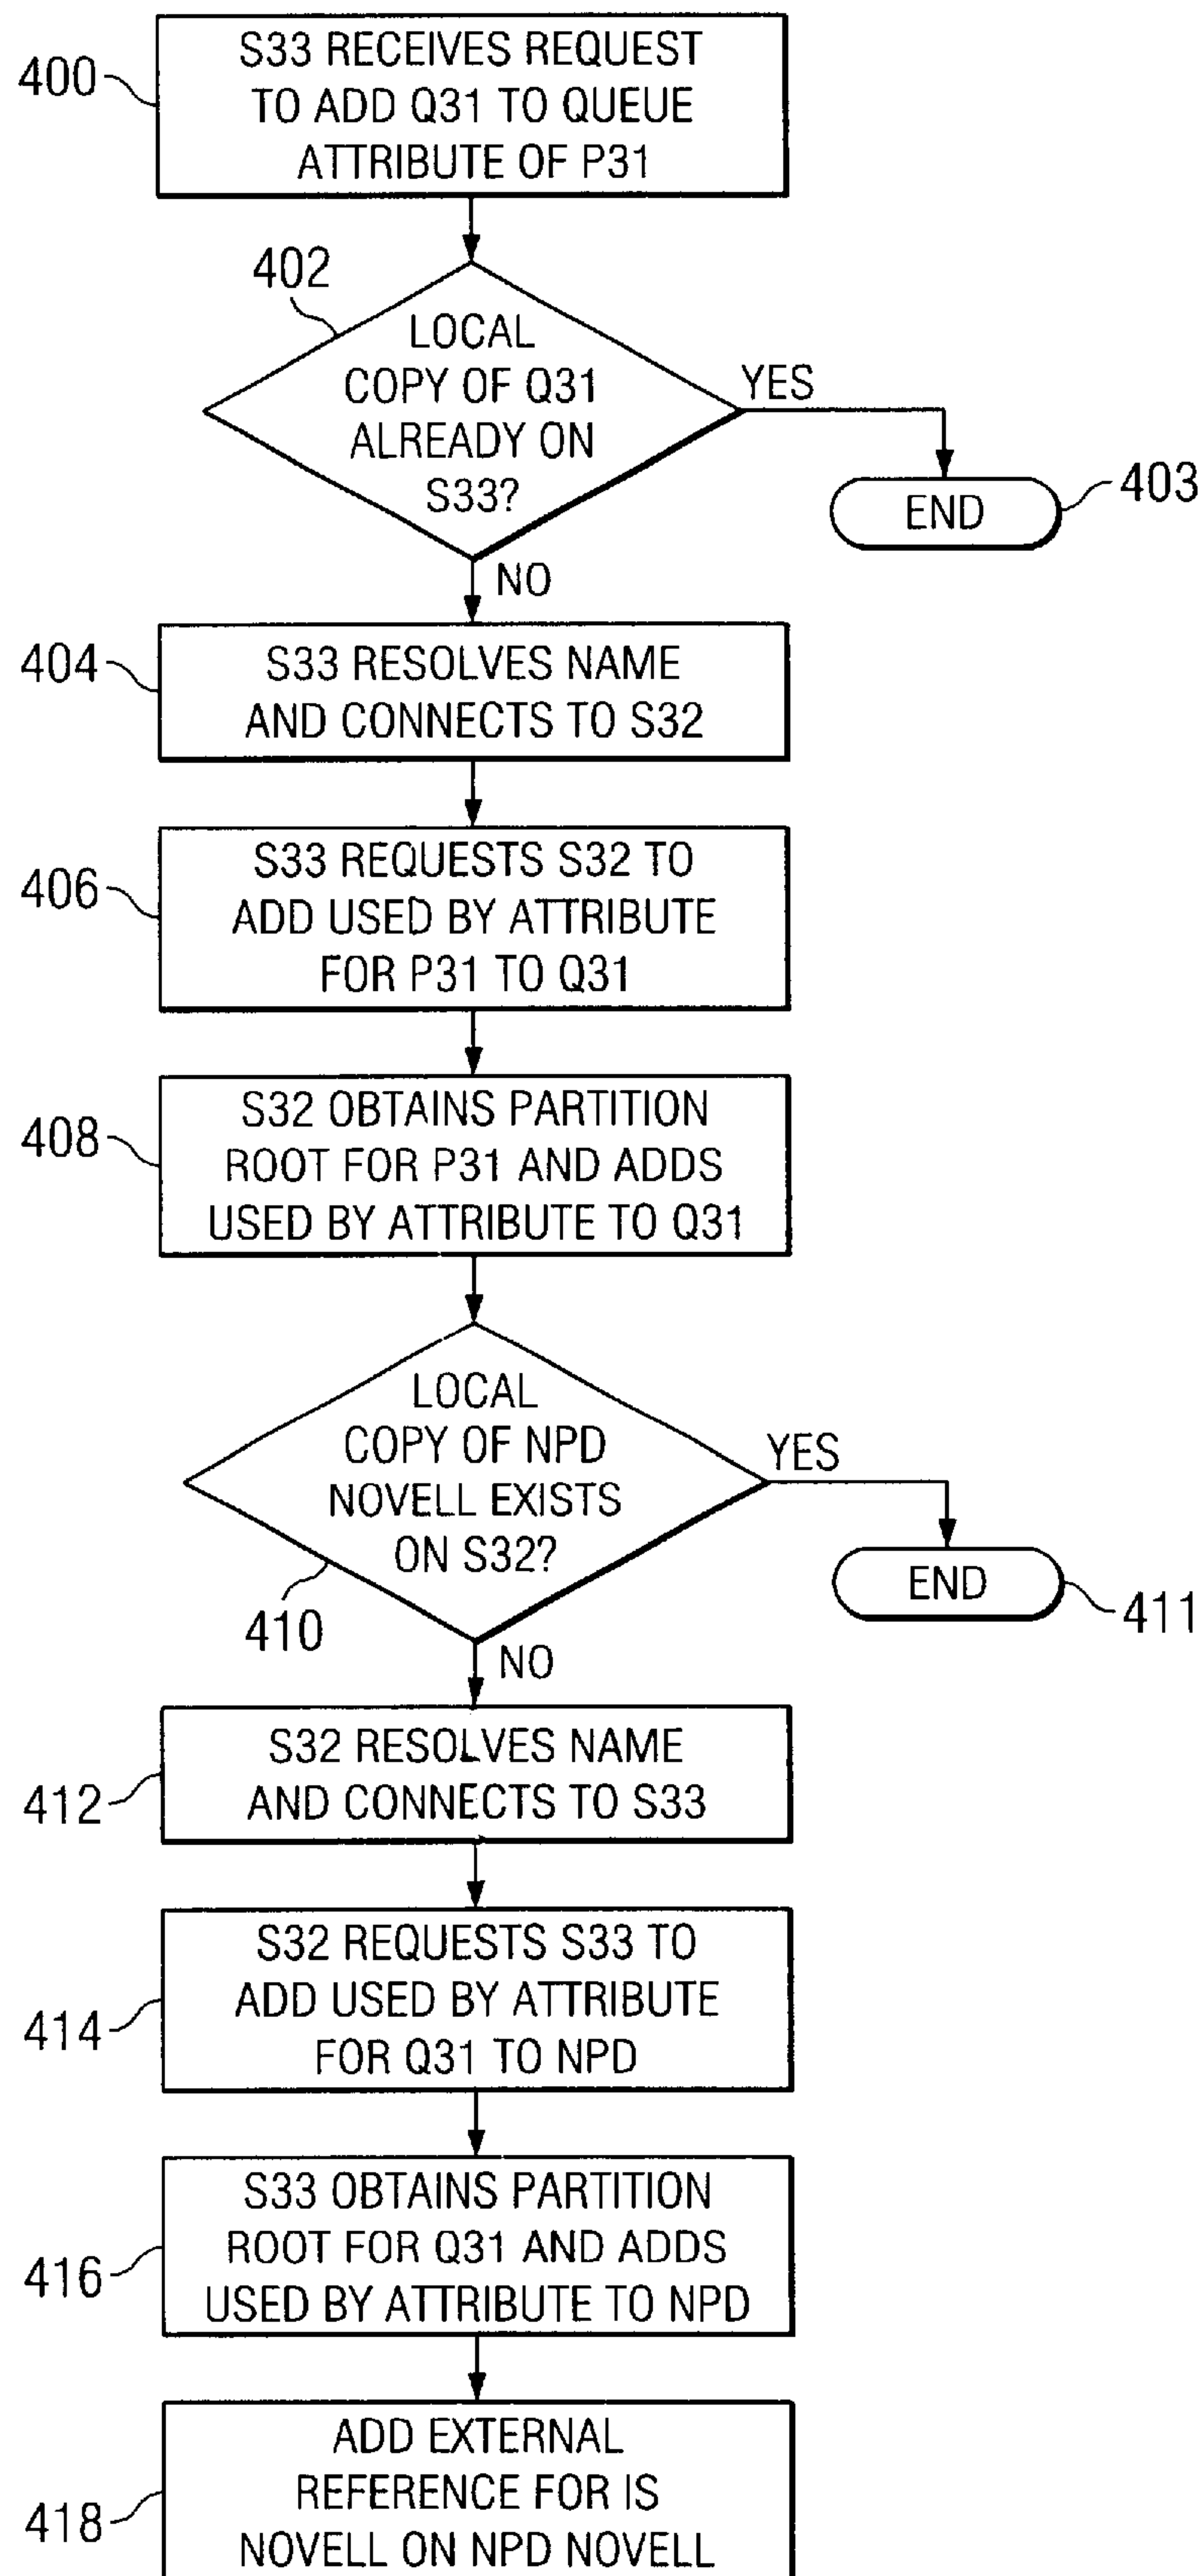 400
S33 RECEIVES REQUEST
TO ADD Q31 TO QUEUE
ATTRIBUTE OF P31
402
LOCAL
COPY OF Q31
ALREADY ON
S33?
YES
END
403
NO
404
S33 RESOLVES NAME
AND CONNECTS TO S32
406
S33 REQUESTS S32 TO
ADD USED BY ATTRIBUTE
FOR P31 TO Q31
408
S32 OBTAINS PARTITION
ROOT FOR P31 AND ADDS
USED BY ATTRIBUTE TO Q31
LOCAL
COPY OF NPD
NOVELL EXISTS
ON S32?
YES
END
411
410
NO
412
S32 RESOLVES NAME
AND CONNECTS TO S33
414
S32 REQUESTS S33 TO
ADD USED BY ATTRIBUTE
FOR Q31 TO NPD
416
S33 OBTAINS PARTITION
ROOT FOR Q31 AND ADDS
USED BY ATTRIBUTE TO NPD
418
ADD EXTERNAL
REFERENCE FOR IS
NOVELL ON NPD NOVELL